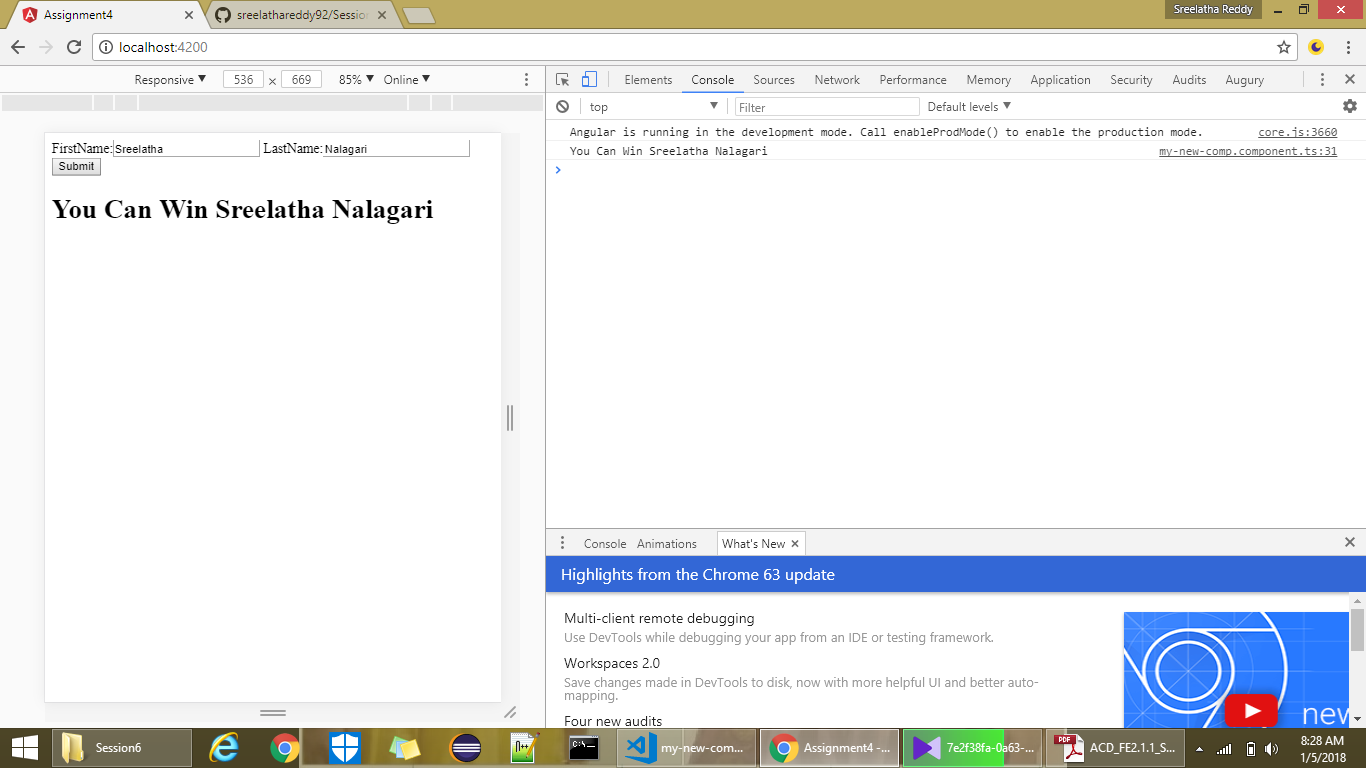 Assignment4
sreelathareddy92/Session
Sreelatha Reddy
localhost:4200
Responsive 536 × 669 85% Online
Elements Console Sources Network Performance Memory Application Security Audits Augury
top Filter Default levels
Angular is running in the development mode. Call enableProdMode() to enable the production mode. core.js:3660
You Can Win Sreelatha Nalagari my-new-comp.component.ts:31
FirstName: Sreelatha LastName: Nalagari
Submit
You Can Win Sreelatha Nalagari
Console Animations What's New
Highlights from the Chrome 63 update
Multi-client remote debugging
Use DevTools while debugging your app from an IDE or testing framework.
Workspaces 2.0
Save changes made in DevTools to disk, now with more helpful UI and better auto-
mapping.
Four new audits
new
Session6
my-new-com...
Assignment4 -...
7e2f38fa-0a63-...
ACD_FE2.1.1_S...
8:28 AM
1/5/2018